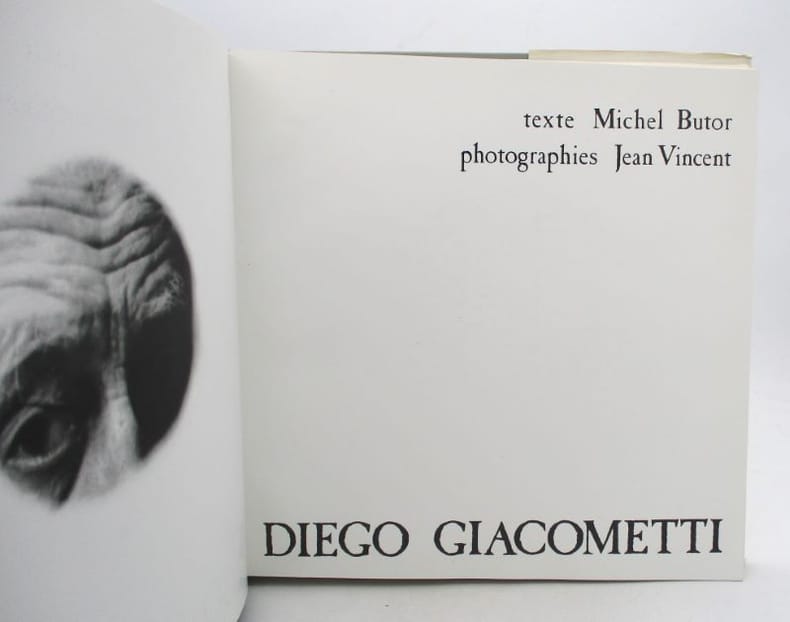 texte Michel Butor
photographies Jean Vincent
DIEGO GIACOMETTI